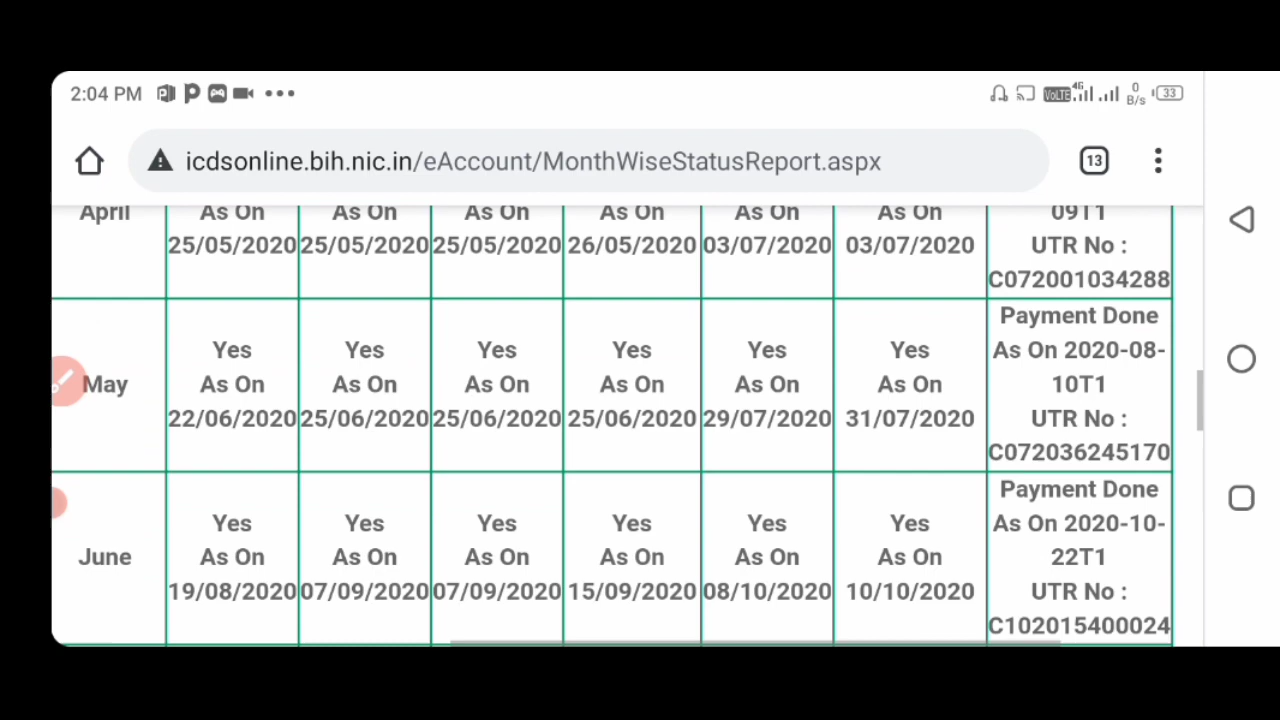 2:04 PM
VoLTE 4G 0 B/s 33
icdsonline.bih.nic.in/eAccount/MonthWiseStatusReport.aspx
13
April As On As On As On As On As On As On 09T1
25/05/2020 25/05/2020 25/05/2020 26/05/2020 03/07/2020 03/07/2020 UTR No :
C072001034288
Payment Done
Yes Yes Yes Yes Yes Yes As On 2020-08-
May As On As On As On As On As On As On 10T1
22/06/2020 25/06/2020 25/06/2020 25/06/2020 29/07/2020 31/07/2020 UTR No :
C072036245170
Payment Done
Yes Yes Yes Yes Yes Yes As On 2020-10-
June As On As On As On As On As On As On 22T1
19/08/2020 07/09/2020 07/09/2020 15/09/2020 08/10/2020 10/10/2020 UTR No :
C102015400024